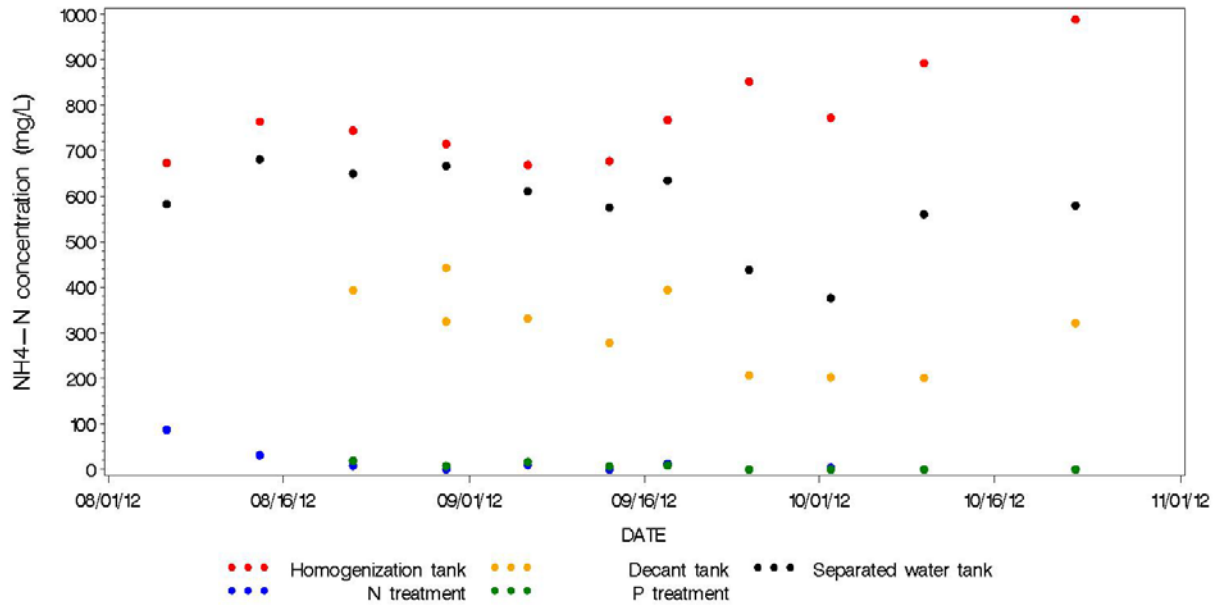 1000
900
800
700
600
500
400
300
200
100
0
NH4–N concentration (mg/L)
08/01/12 08/16/12 09/01/12 09/16/12 10/01/12 10/16/12 11/01/12
DATE
Homogenization tank Decant tank Separated water tank
N treatment P treatment